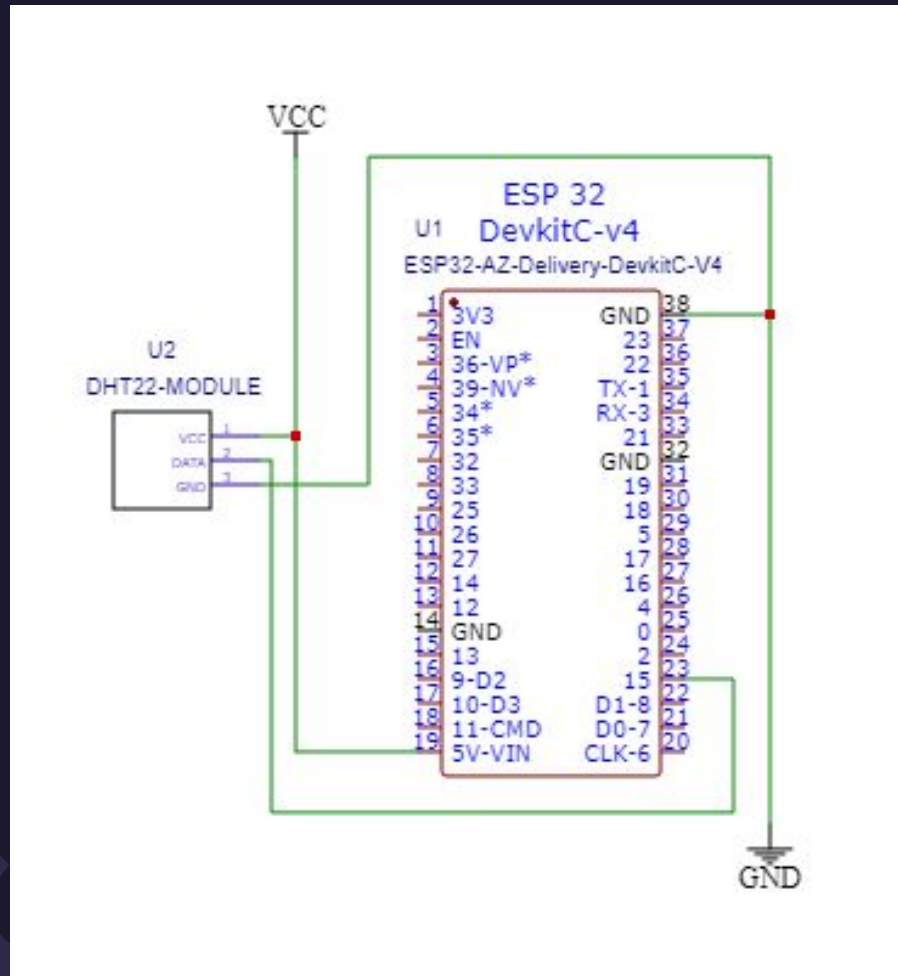 VCC
ESP 32
U1 DevkitC-v4
ESP32-AZ-Delivery-DevkitC-V4
U2
DHT22-MODULE
VCC 1
DATA 2
GND 3
1 3V3 GND 38
2 EN 23 37
3 36-VP* 22 36
4 39-NV* TX-1 35
5 34* RX-3 34
6 35* 21 33
7 32 GND 32
8 33 19 31
9 25 18 30
10 26 5 29
11 27 17 28
12 14 16 27
13 12 4 26
14 GND 0 25
15 13 2 24
16 9-D2 15 23
17 10-D3 D1-8 22
18 11-CMD D0-7 21
19 5V-VIN CLK-6 20
GND